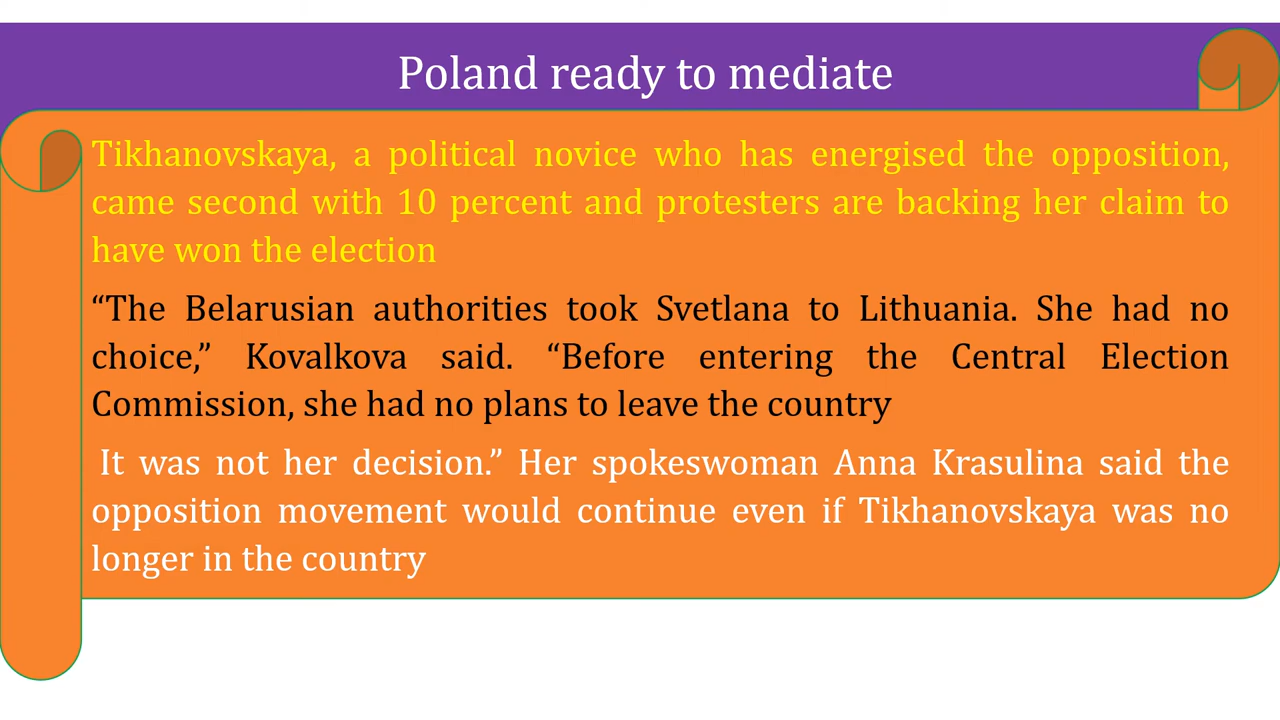 Poland ready to mediate
Tikhanovskaya, a political novice who has energised the opposition,
came second with 10 percent and protesters are backing her claim to
have won the election
“The Belarusian authorities took Svetlana to Lithuania. She had no
choice,” Kovalkova said. “Before entering the Central Election
Commission, she had no plans to leave the country
It was not her decision.” Her spokeswoman Anna Krasulina said the
opposition movement would continue even if Tikhanovskaya was no
longer in the country